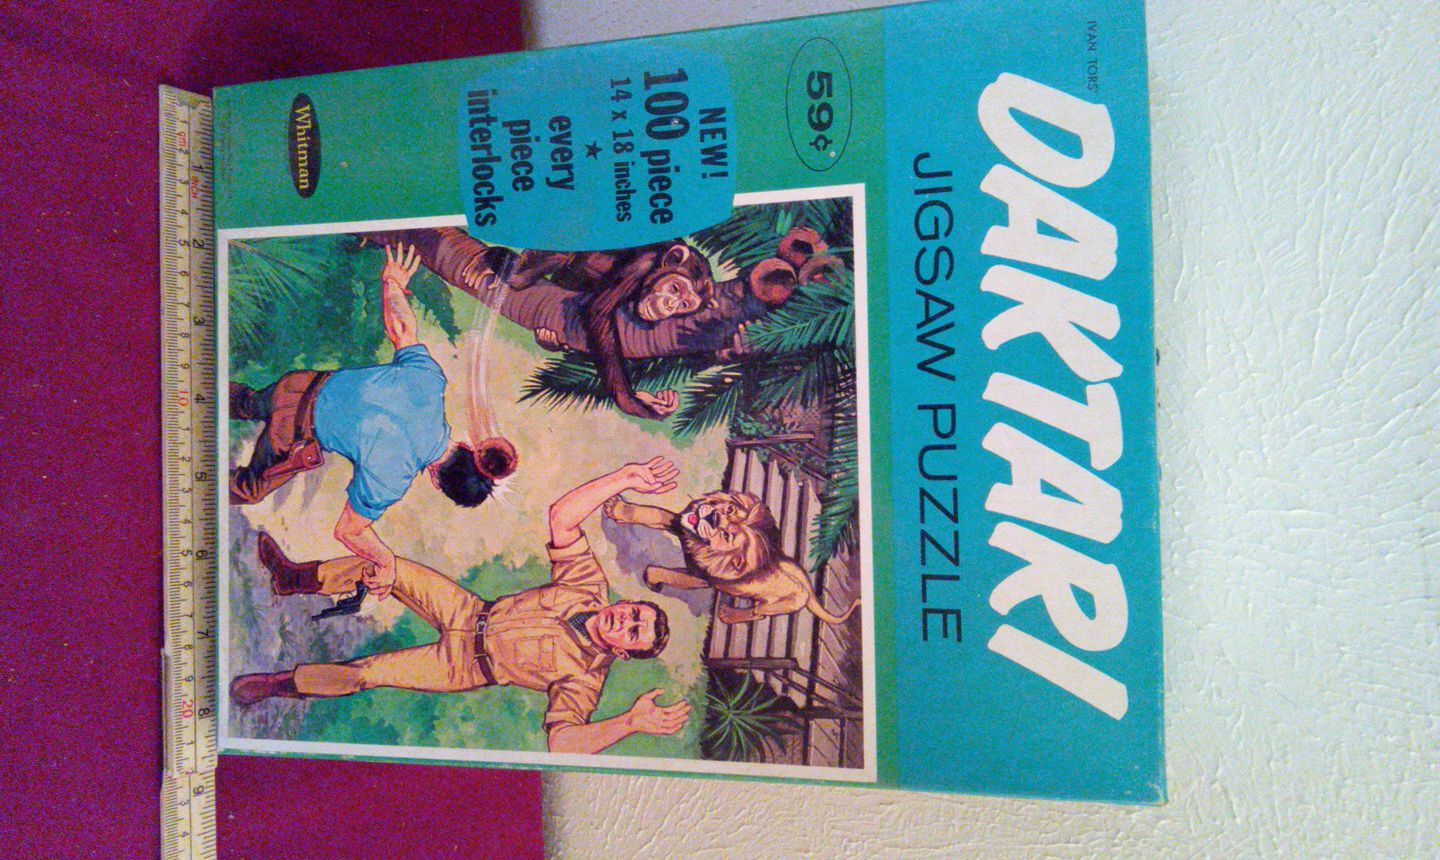 IVAN TORS'
DAKTARI
JIGSAW PUZZLE
59¢
NEW!
100 piece
14 x 18 inches
★
every
piece
interlocks
Whitman